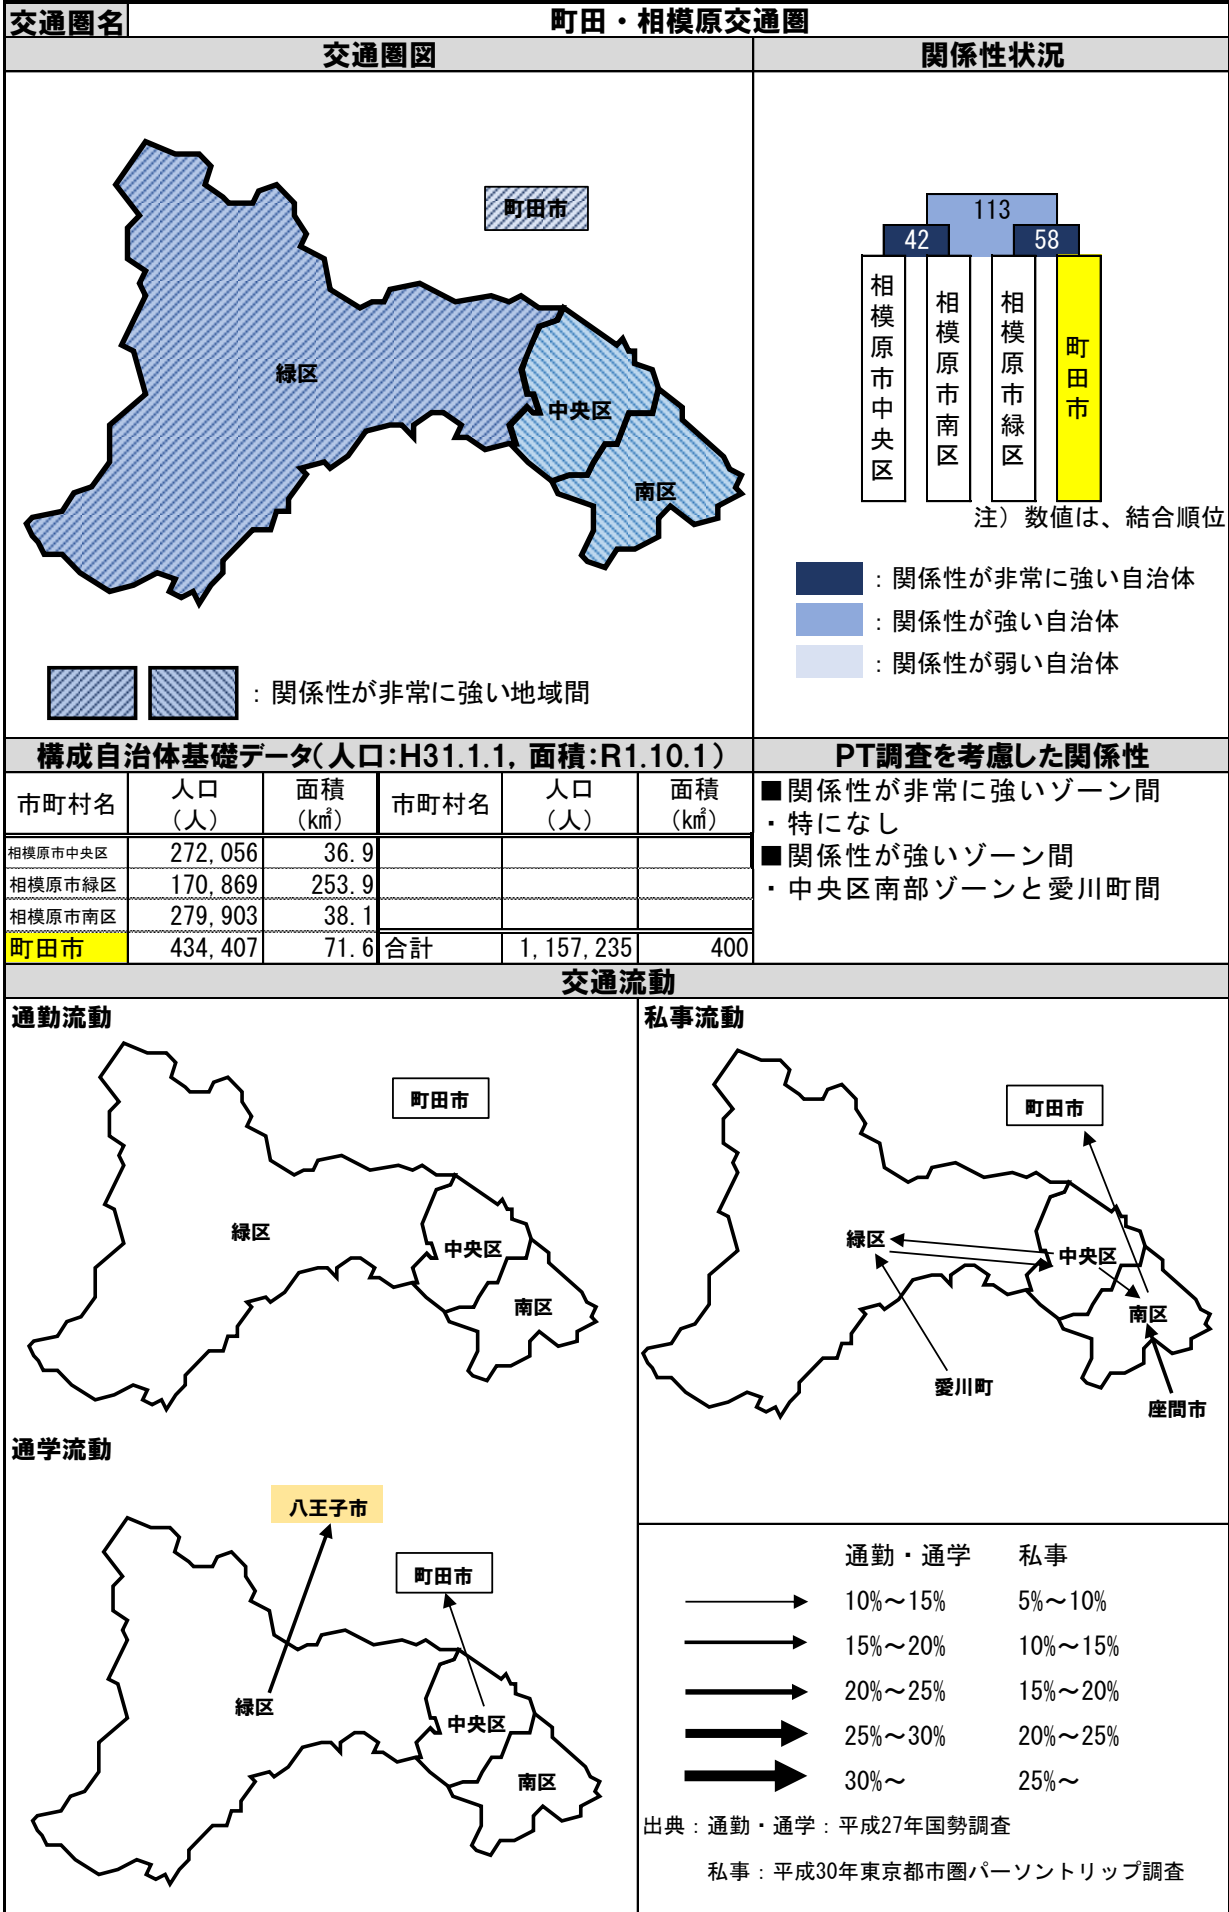 交通圏名
町田・相模原交通圏
交通圏図
関係性状況
町田市
緑区
中央区
南区
：関係性が非常に強い地域間
113
42
58
相模原市中央区
相模原市南区
相模原市緑区
町田市
注）数値は、結合順位
：関係性が非常に強い自治体
：関係性が強い自治体
：関係性が弱い自治体
構成自治体基礎データ(人口:H31.1.1, 面積:R1.10.1)
市町村名 人口（人） 面積（k㎡） 市町村名 人口（人） 面積（k㎡）
相模原市中央区 272,056 36.9
相模原市緑区 170,869 253.9
相模原市南区 279,903 38.1
町田市 434,407 71.6 合計 1,157,235 400
PT調査を考慮した関係性
■関係性が非常に強いゾーン間
・特になし
■関係性が強いゾーン間
・中央区南部ゾーンと愛川町間
交通流動
通勤流動
町田市
緑区
中央区
南区
私事流動
町田市
緑区
中央区
南区
愛川町
座間市
通学流動
八王子市
町田市
緑区
中央区
南区
通勤・通学 私事
10%～15% 5%～10%
15%～20% 10%～15%
20%～25% 15%～20%
25%～30% 20%～25%
30%～ 25%～
出典：通勤・通学：平成27年国勢調査
私事：平成30年東京都市圏パーソントリップ調査